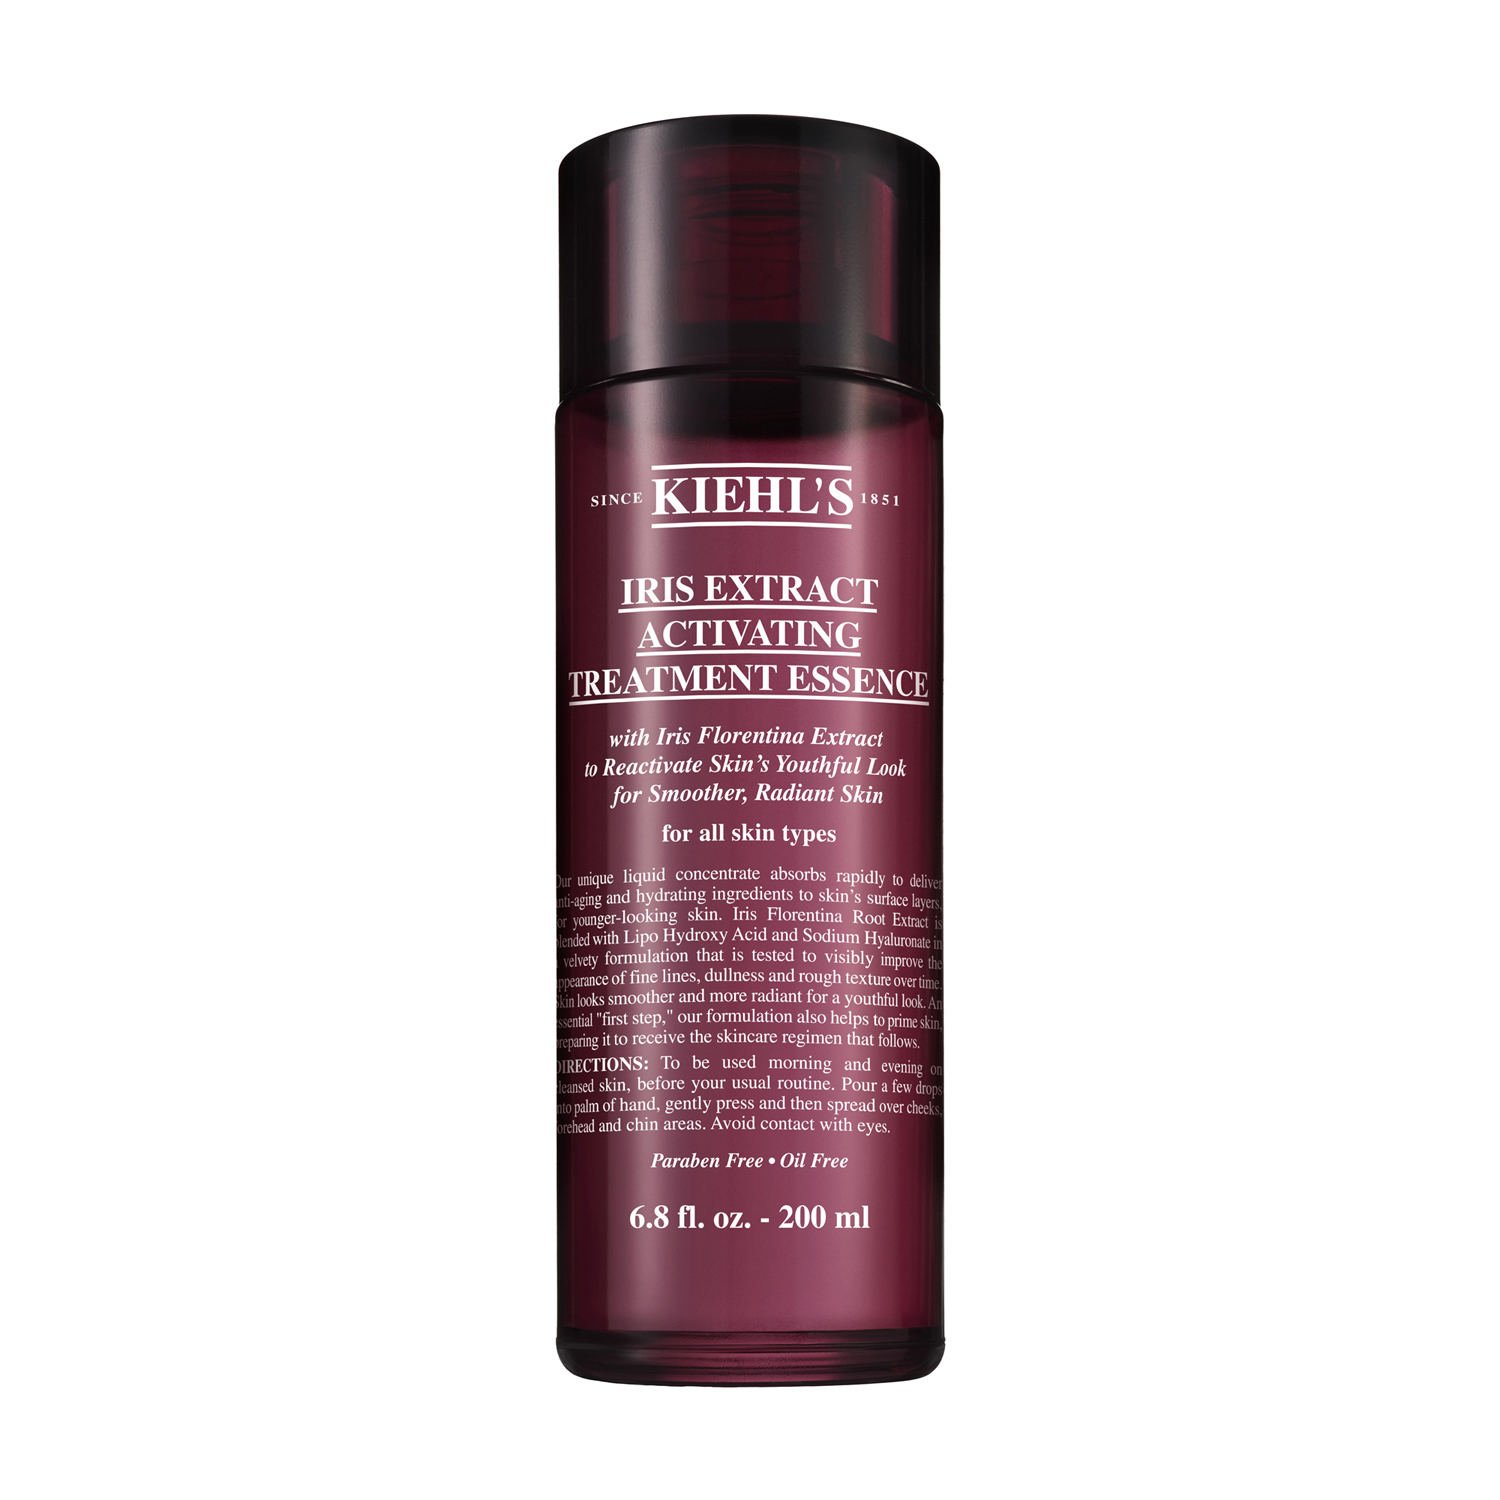 SINCE KIEHL'S 1851
IRIS EXTRACT
ACTIVATING
TREATMENT ESSENCE
with Iris Florentina Extract
to Reactivate Skin's Youthful Look
for Smoother, Radiant Skin
for all skin types
Our unique liquid concentrate absorbs rapidly to deliver
anti-aging and hydrating ingredients to skin's surface layers,
for younger-looking skin. Iris Florentina Root Extract is
blended with Lipo Hydroxy Acid and Sodium Hyaluronate in
a velvety formulation that is tested to visibly improve the
appearance of fine lines, dullness and rough texture over time.
Skin looks smoother and more radiant for a youthful look. An
essential "first step," our formulation also helps to prime skin,
preparing it to receive the skincare regimen that follows.
DIRECTIONS: To be used morning and evening on
cleansed skin, before your usual routine. Pour a few drops
into palm of hand, gently press and then spread over cheeks,
forehead and chin areas. Avoid contact with eyes.
Paraben Free • Oil Free
6.8 fl. oz. - 200 ml